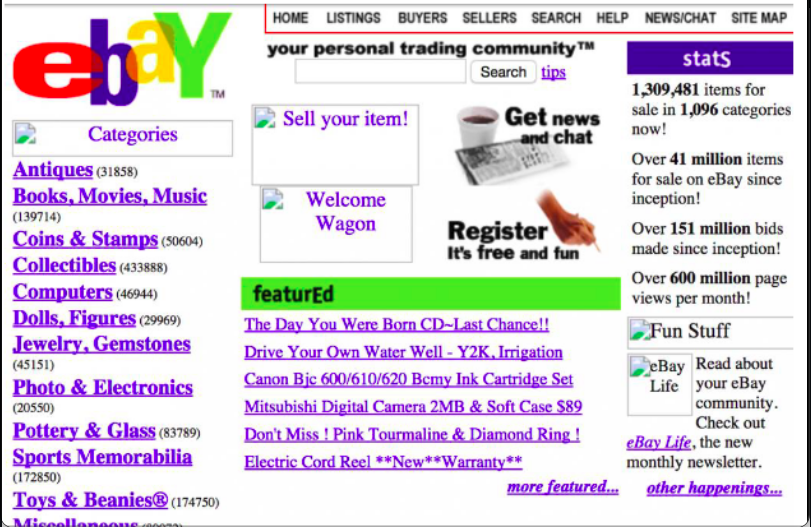 ebaY™
HOME LISTINGS BUYERS SELLERS SEARCH HELP NEWS/CHAT SITE MAP
your personal trading community™
Search tips
Categories
Antiques (31858)
Books, Movies, Music
(139714)
Coins & Stamps (50604)
Collectibles (433888)
Computers (46944)
Dolls, Figures (29969)
Jewelry, Gemstones
(45151)
Photo & Electronics
(20550)
Pottery & Glass (83789)
Sports Memorabilia
(172850)
Toys & Beanies® (174750)
Miscellaneous
Sell your item!
Welcome
Wagon
Get news
and chat
Register
It's free and fun
featurEd
The Day You Were Born CD~Last Chance!!
Drive Your Own Water Well - Y2K, Irrigation
Canon Bjc 600/610/620 Bcmy Ink Cartridge Set
Mitsubishi Digital Camera 2MB & Soft Case $89
Don't Miss ! Pink Tourmaline & Diamond Ring !
Electric Cord Reel **New**Warranty**
more featured...
statS
1,309,481 items for
sale in 1,096 categories
now!
Over 41 million items
for sale on eBay since
inception!
Over 151 million bids
made since inception!
Over 600 million page
views per month!
Fun Stuff
eBay
Life
Read about
your eBay
community.
Check out
eBay Life, the new
monthly newsletter.
other happenings...